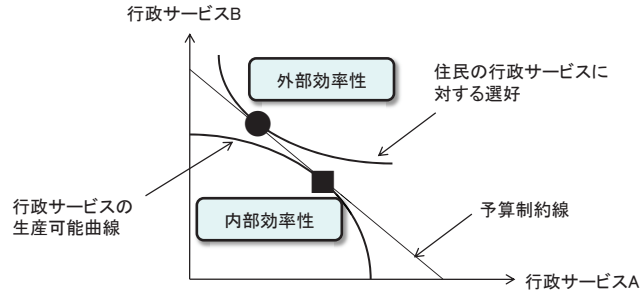 行政サービスB
外部効率性
住民の行政サービスに
対する選好
行政サービスの
生産可能曲線
内部効率性
予算制約線
行政サービスA